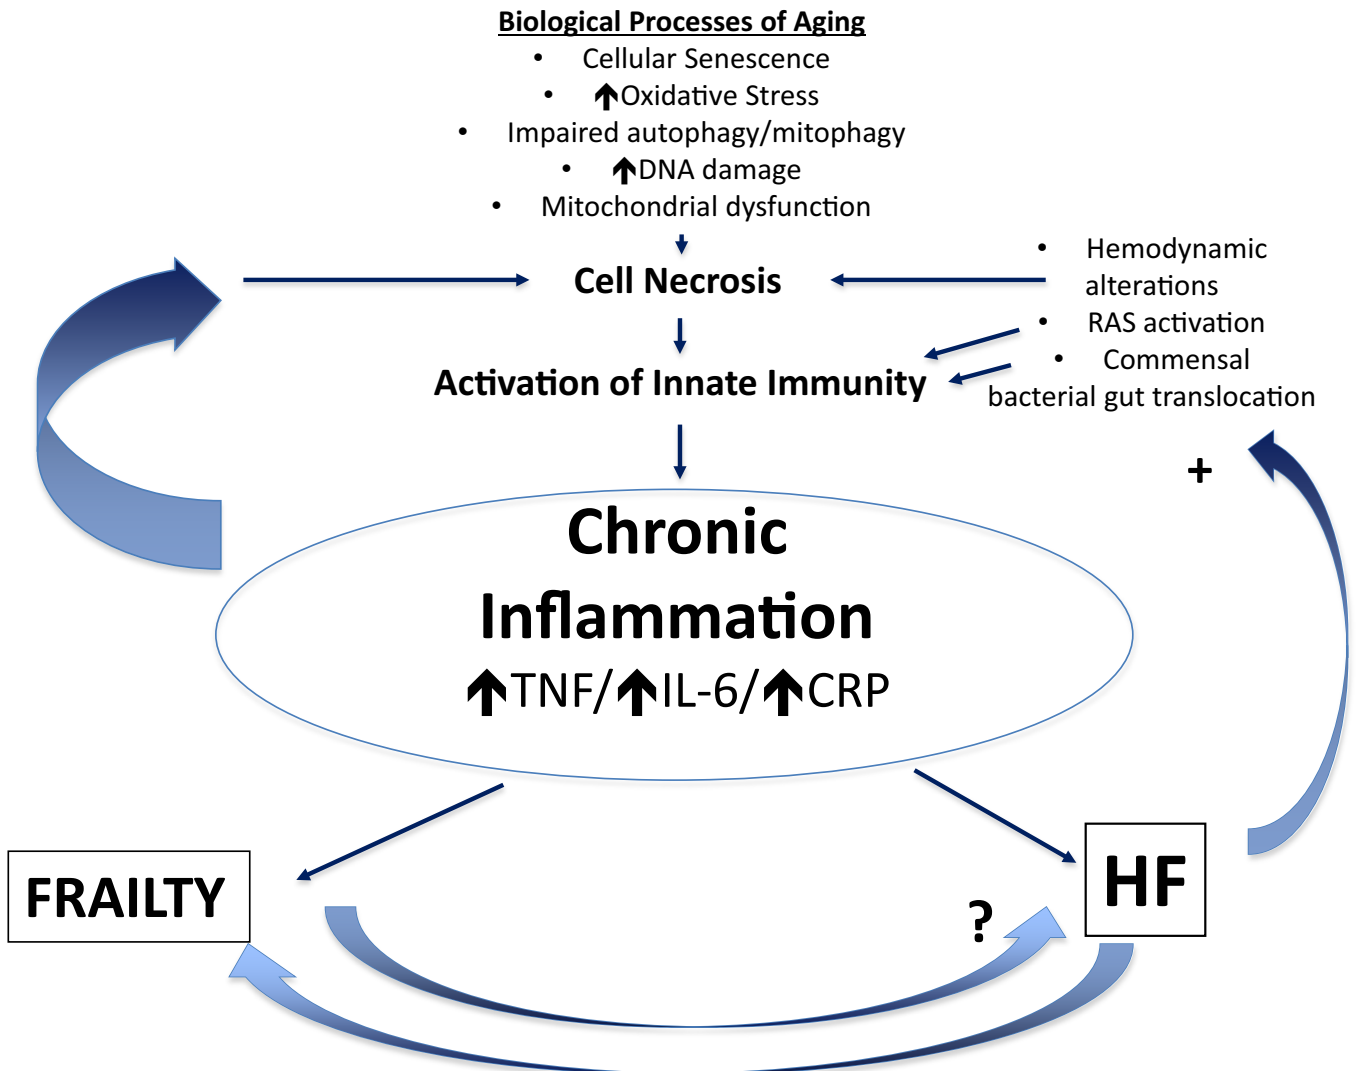 Biological Processes of Aging
• Cellular Senescence
• ↑Oxidative Stress
• Impaired autophagy/mitophagy
• ↑DNA damage
• Mitochondrial dysfunction
• Hemodynamic
alterations
• RAS activation
• Commensal
bacterial gut translocation
Cell Necrosis
Activation of Innate Immunity
+
Chronic
Inflammation
↑TNF/↑IL-6/↑CRP
FRAILTY
HF
?